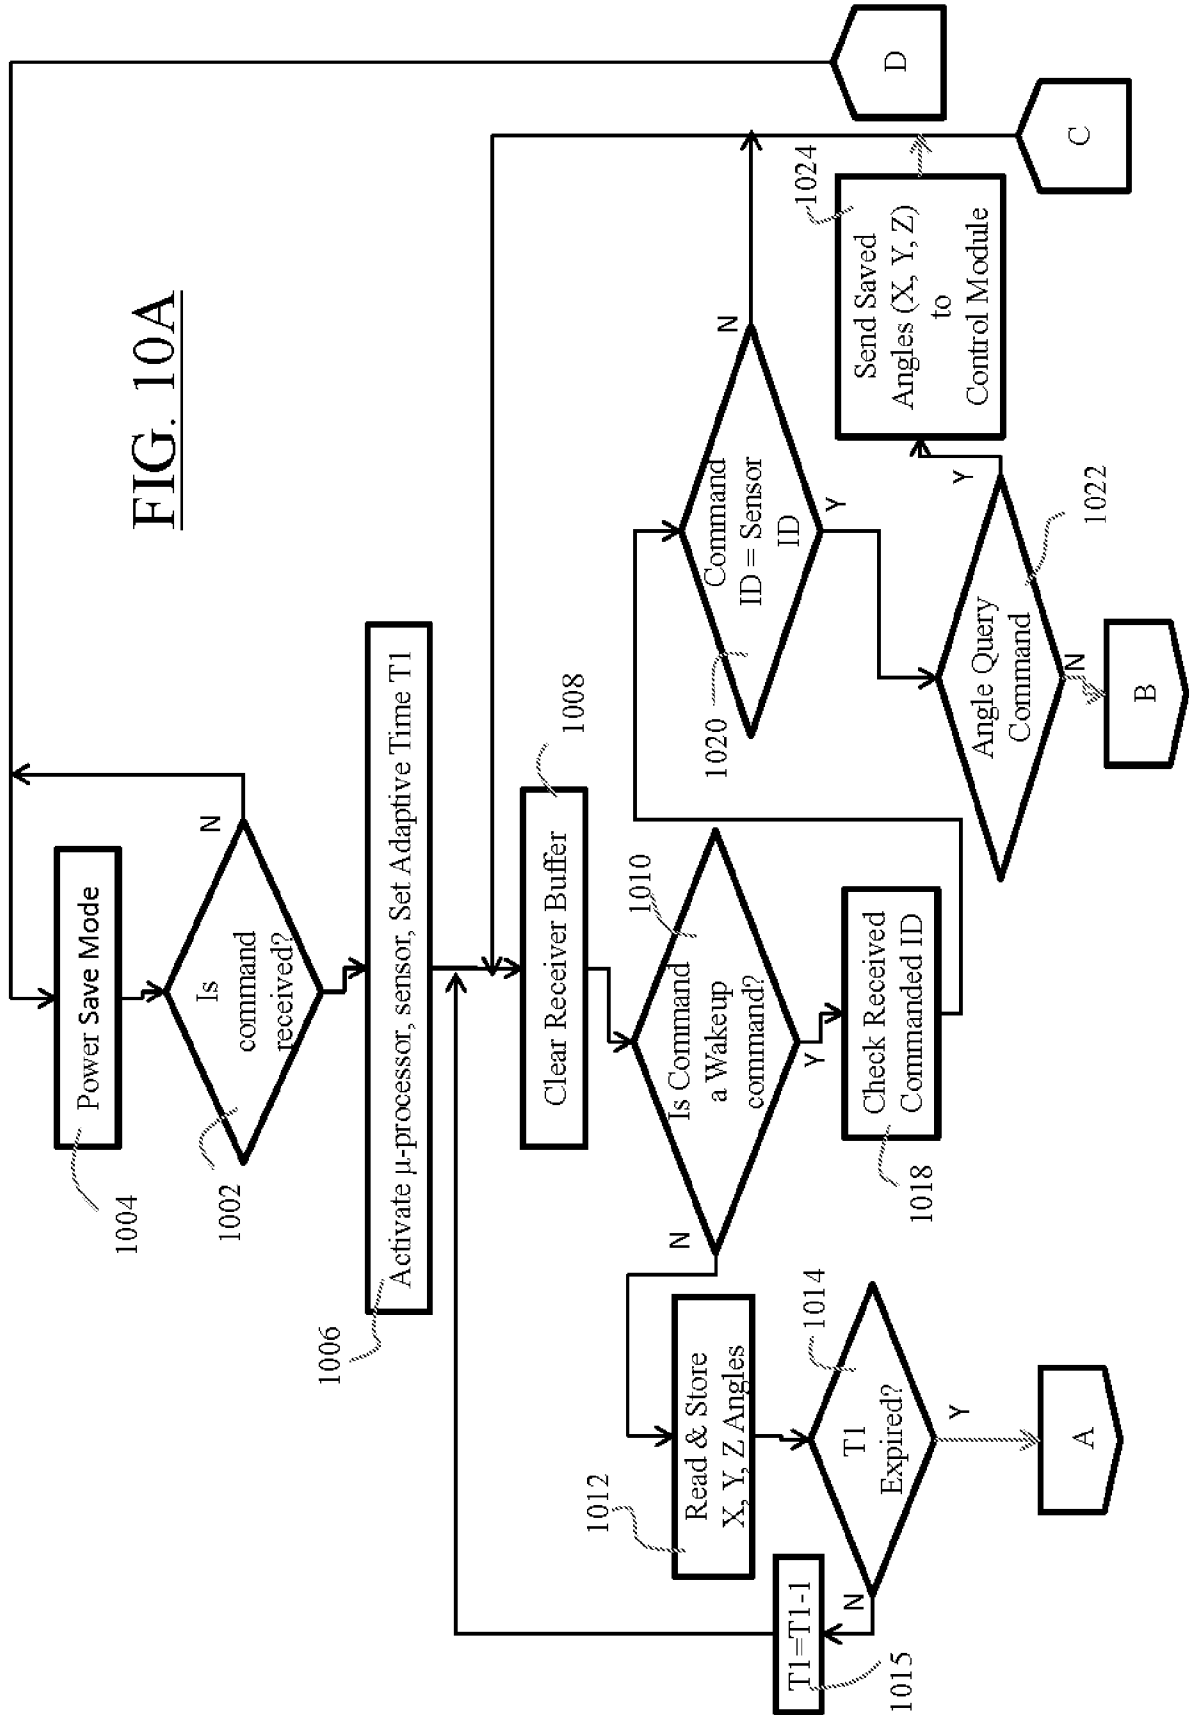 FIG. 10A
D
Power Save Mode
1004
Is
command
received?
N
1002
Activate µ-processor, sensor, Set Adaptive Time T1
1006
Clear Receiver Buffer
1008
Is Command
a Wakeup
command?
1010
N
Y
Read & Store
X, Y, Z Angles
1012
T1
Expired?
1014
N
Y
T1=T1-1
1015
A
Check Received
Commanded ID
1018
Command
ID = Sensor
ID
1020
N
Y
Angle Query
Command
1022
Y
N
B
Send Saved
Angles (X, Y, Z)
to
Control Module
1024
C